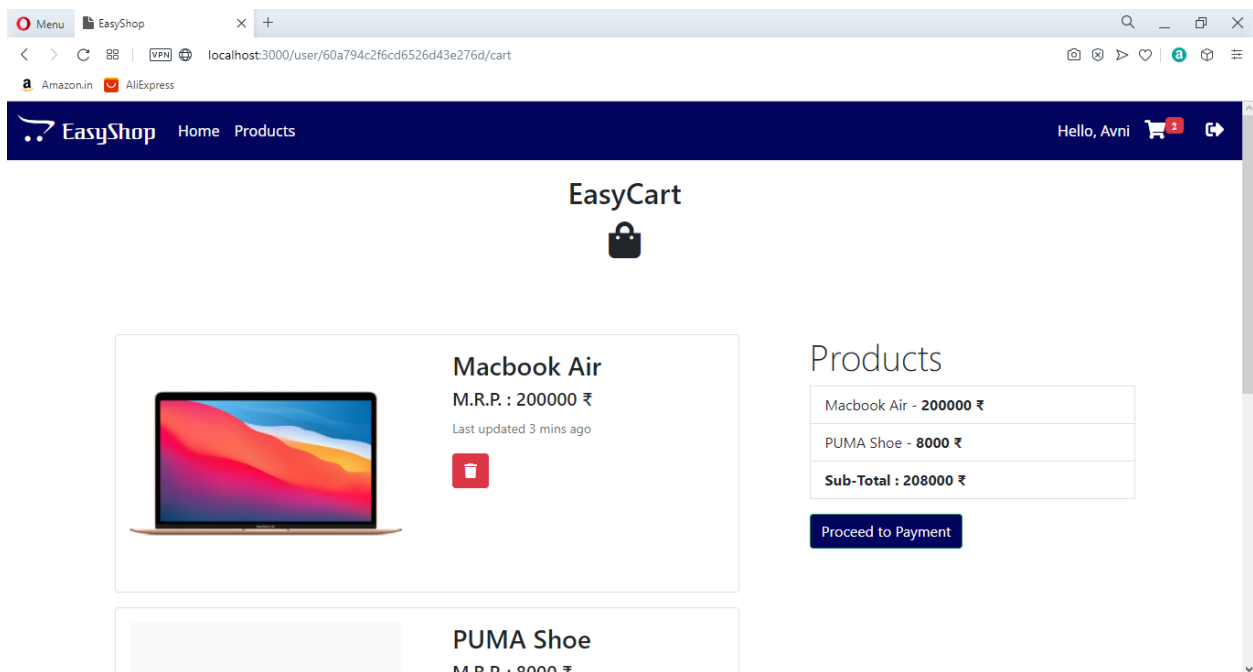 Menu EasyShop
VPN localhost:3000/user/60a794c2f6cd6526d43e276d/cart
Amazon.in AliExpress
EasyShop Home Products Hello, Avni 2
EasyCart
Macbook Air
M.R.P. : 200000 ₹
Last updated 3 mins ago
Products
Macbook Air - 200000 ₹
PUMA Shoe - 8000 ₹
Sub-Total : 208000 ₹
Proceed to Payment
PUMA Shoe
M.R.P. : 8000 ₹